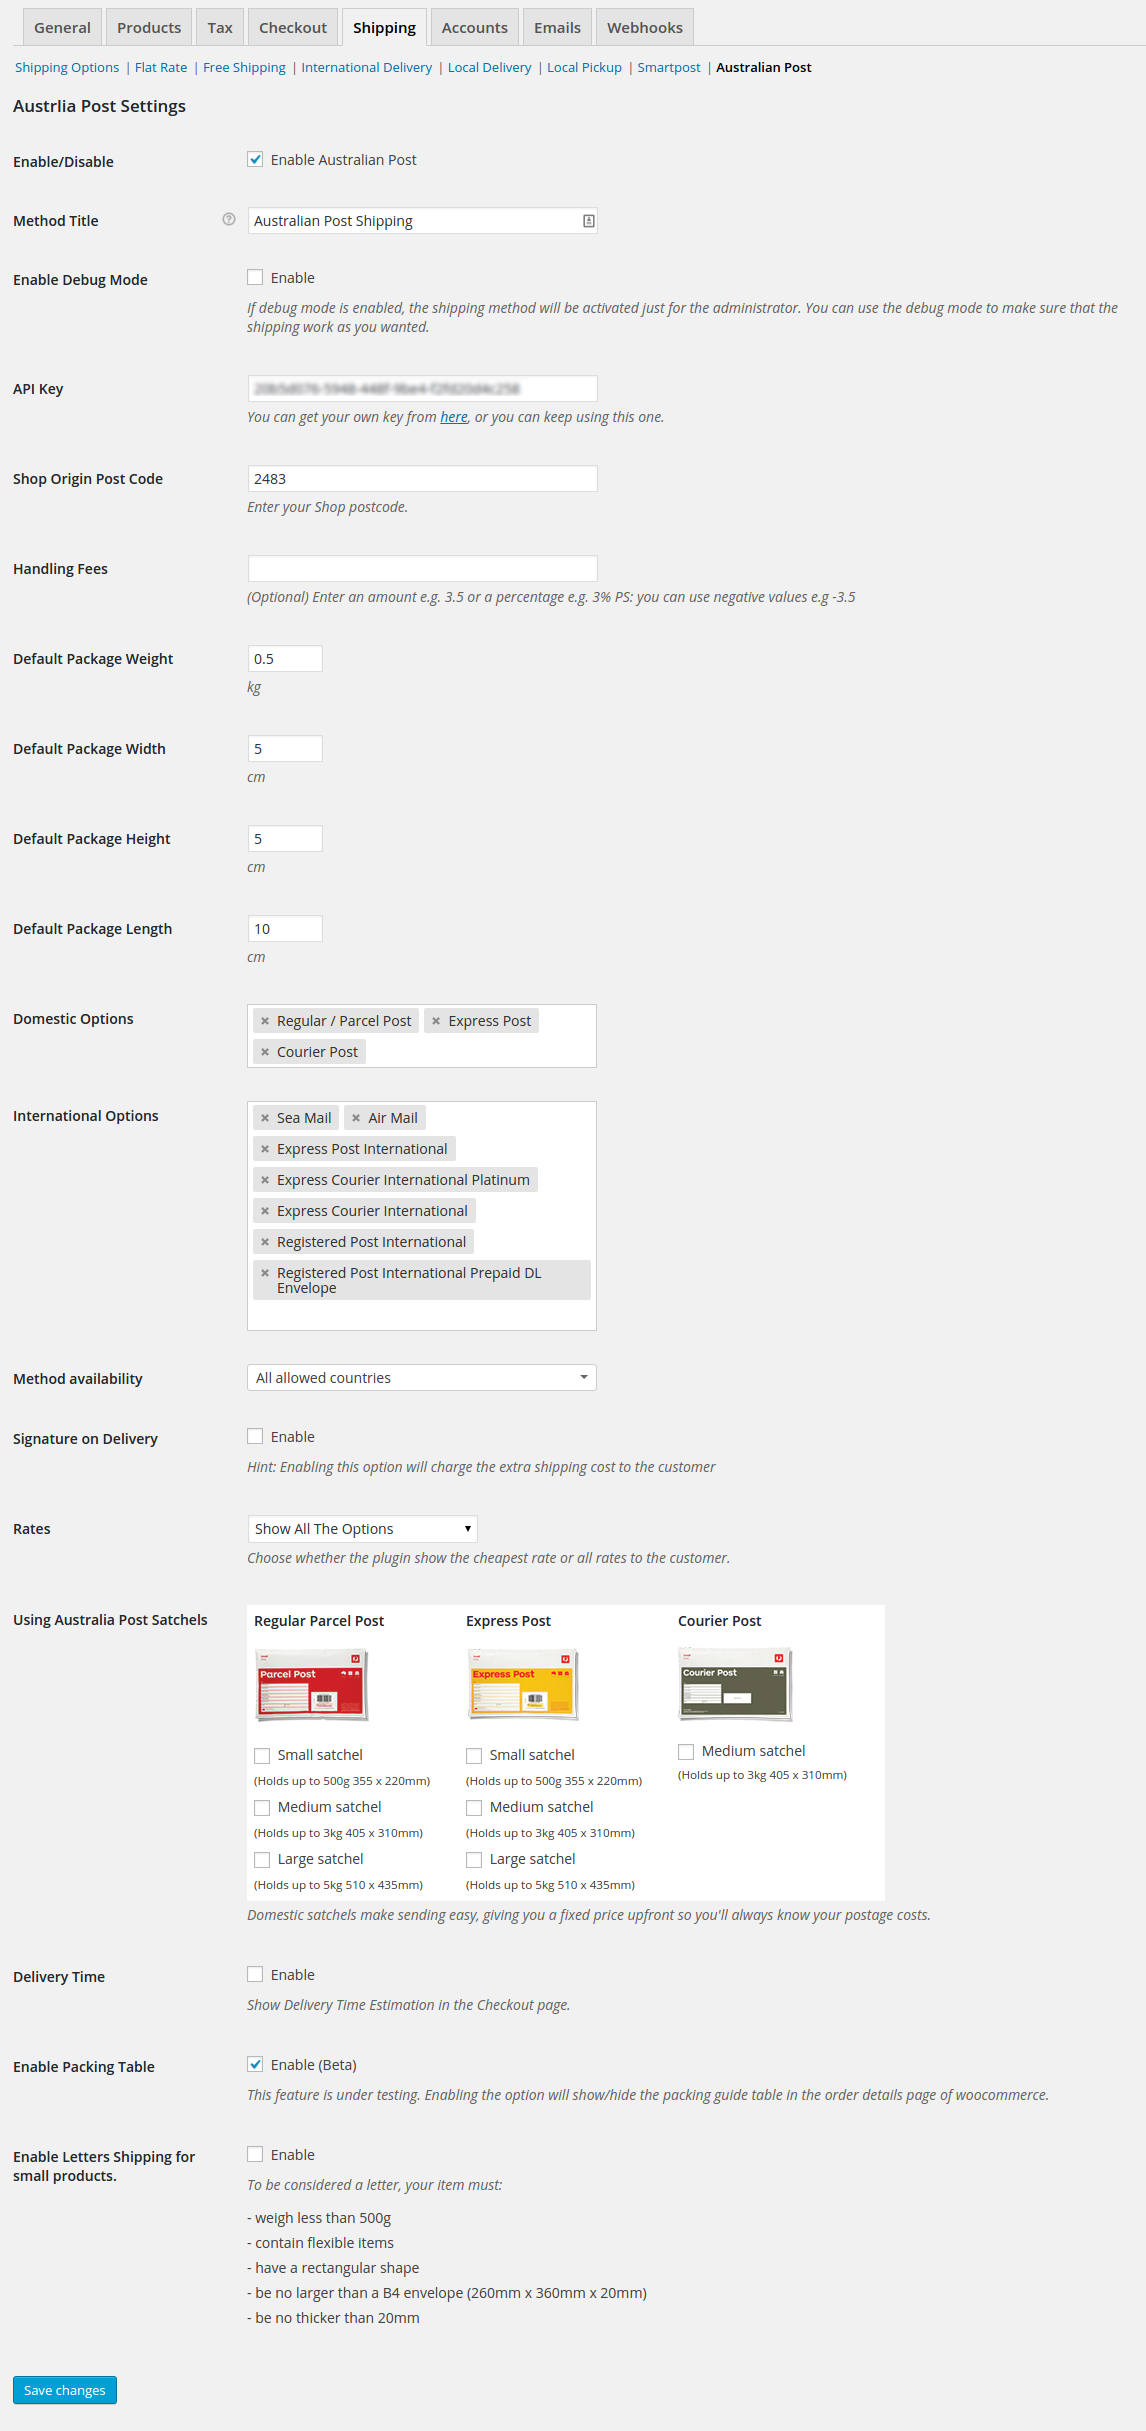 General Products Tax Checkout Shipping Accounts Emails Webhooks
Shipping Options | Flat Rate | Free Shipping | International Delivery | Local Delivery | Local Pickup | Smartpost | Australian Post
Austrlia Post Settings
Enable/Disable
Enable Australian Post
Method Title
Australian Post Shipping
Enable Debug Mode
Enable
If debug mode is enabled, the shipping method will be activated just for the administrator. You can use the debug mode to make sure that the
shipping work as you wanted.
API Key
You can get your own key from here, or you can keep using this one.
Shop Origin Post Code
2483
Enter your Shop postcode.
Handling Fees
(Optional) Enter an amount e.g. 3.5 or a percentage e.g. 3% PS: you can use negative values e.g -3.5
Default Package Weight
0.5
kg
Default Package Width
5
cm
Default Package Height
5
cm
Default Package Length
10
cm
Domestic Options
× Regular / Parcel Post × Express Post
× Courier Post
International Options
× Sea Mail × Air Mail
× Express Post International
× Express Courier International Platinum
× Express Courier International
× Registered Post International
× Registered Post International Prepaid DL
Envelope
Method availability
All allowed countries
Signature on Delivery
Enable
Hint: Enabling this option will charge the extra shipping cost to the customer
Rates
Show All The Options
Choose whether the plugin show the cheapest rate or all rates to the customer.
Using Australia Post Satchels
Regular Parcel Post
Parcel Post
Small satchel
(Holds up to 500g 355 x 220mm)
Medium satchel
(Holds up to 3kg 405 x 310mm)
Large satchel
(Holds up to 5kg 510 x 435mm)
Express Post
Express Post
Small satchel
(Holds up to 500g 355 x 220mm)
Medium satchel
(Holds up to 3kg 405 x 310mm)
Large satchel
(Holds up to 5kg 510 x 435mm)
Courier Post
Courier Post
Medium satchel
(Holds up to 3kg 405 x 310mm)
Domestic satchels make sending easy, giving you a fixed price upfront so you'll always know your postage costs.
Delivery Time
Enable
Show Delivery Time Estimation in the Checkout page.
Enable Packing Table
Enable (Beta)
This feature is under testing. Enabling the option will show/hide the packing guide table in the order details page of woocommerce.
Enable Letters Shipping for
small products.
Enable
To be considered a letter, your item must:
- weigh less than 500g
- contain flexible items
- have a rectangular shape
- be no larger than a B4 envelope (260mm x 360mm x 20mm)
- be no thicker than 20mm
Save changes